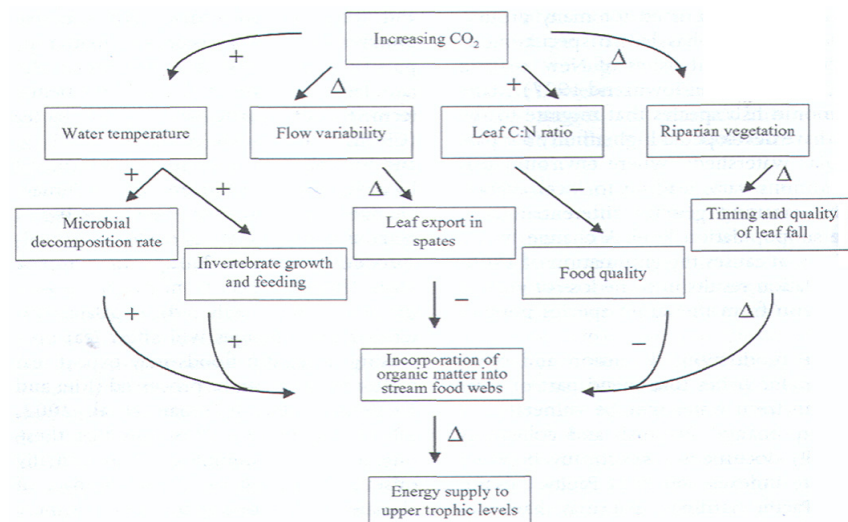 Increasing CO₂
+
Δ
+
Δ
Water temperature
Flow variability
Leaf C:N ratio
Riparian vegetation
+
+
Δ
−
Δ
Microbial
decomposition rate
Invertebrate growth
and feeding
Leaf export in
spates
Food quality
Timing and quality
of leaf fall
+
+
−
−
Δ
Incorporation of
organic matter into
stream food webs
Δ
Energy supply to
upper trophic levels